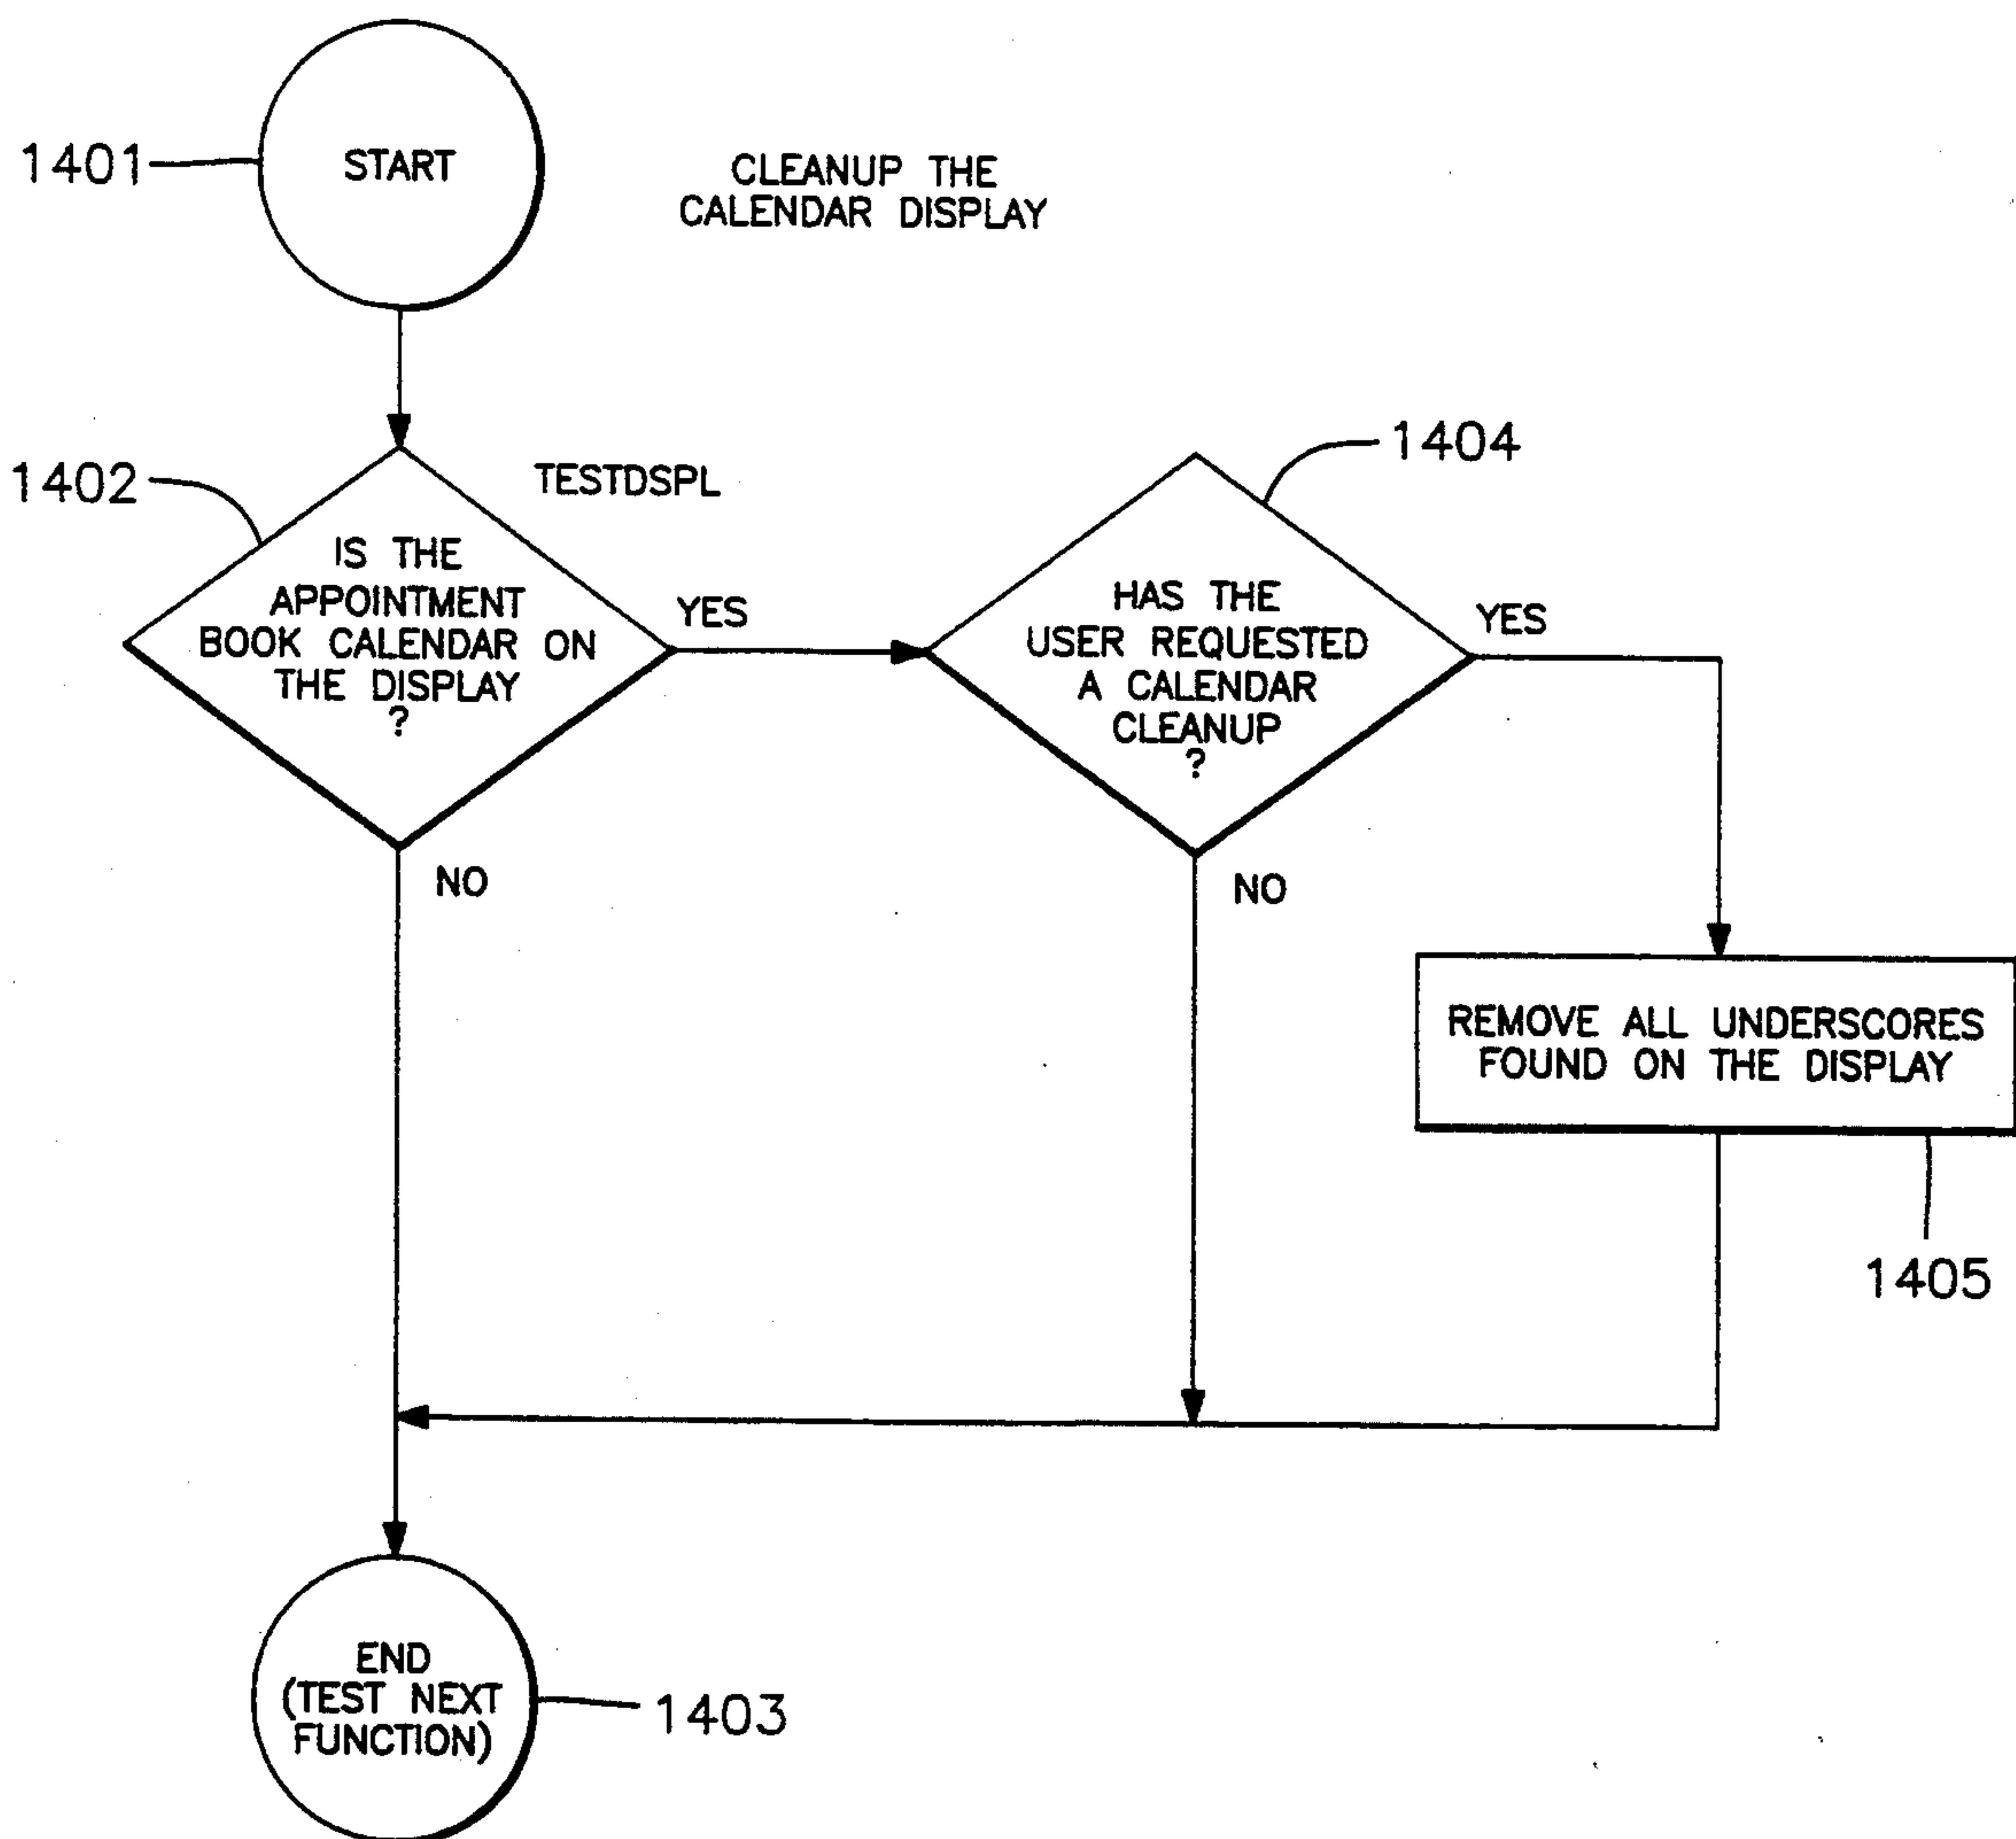 1401
START
CLEANUP THE
CALENDAR DISPLAY
1402
TESTDSPL
IS THE
APPOINTMENT
BOOK CALENDAR ON
THE DISPLAY
?
YES
NO
1404
HAS THE
USER REQUESTED
A CALENDAR
CLEANUP
?
YES
NO
REMOVE ALL UNDERSCORES
FOUND ON THE DISPLAY
1405
END
(TEST NEXT
FUNCTION)
1403